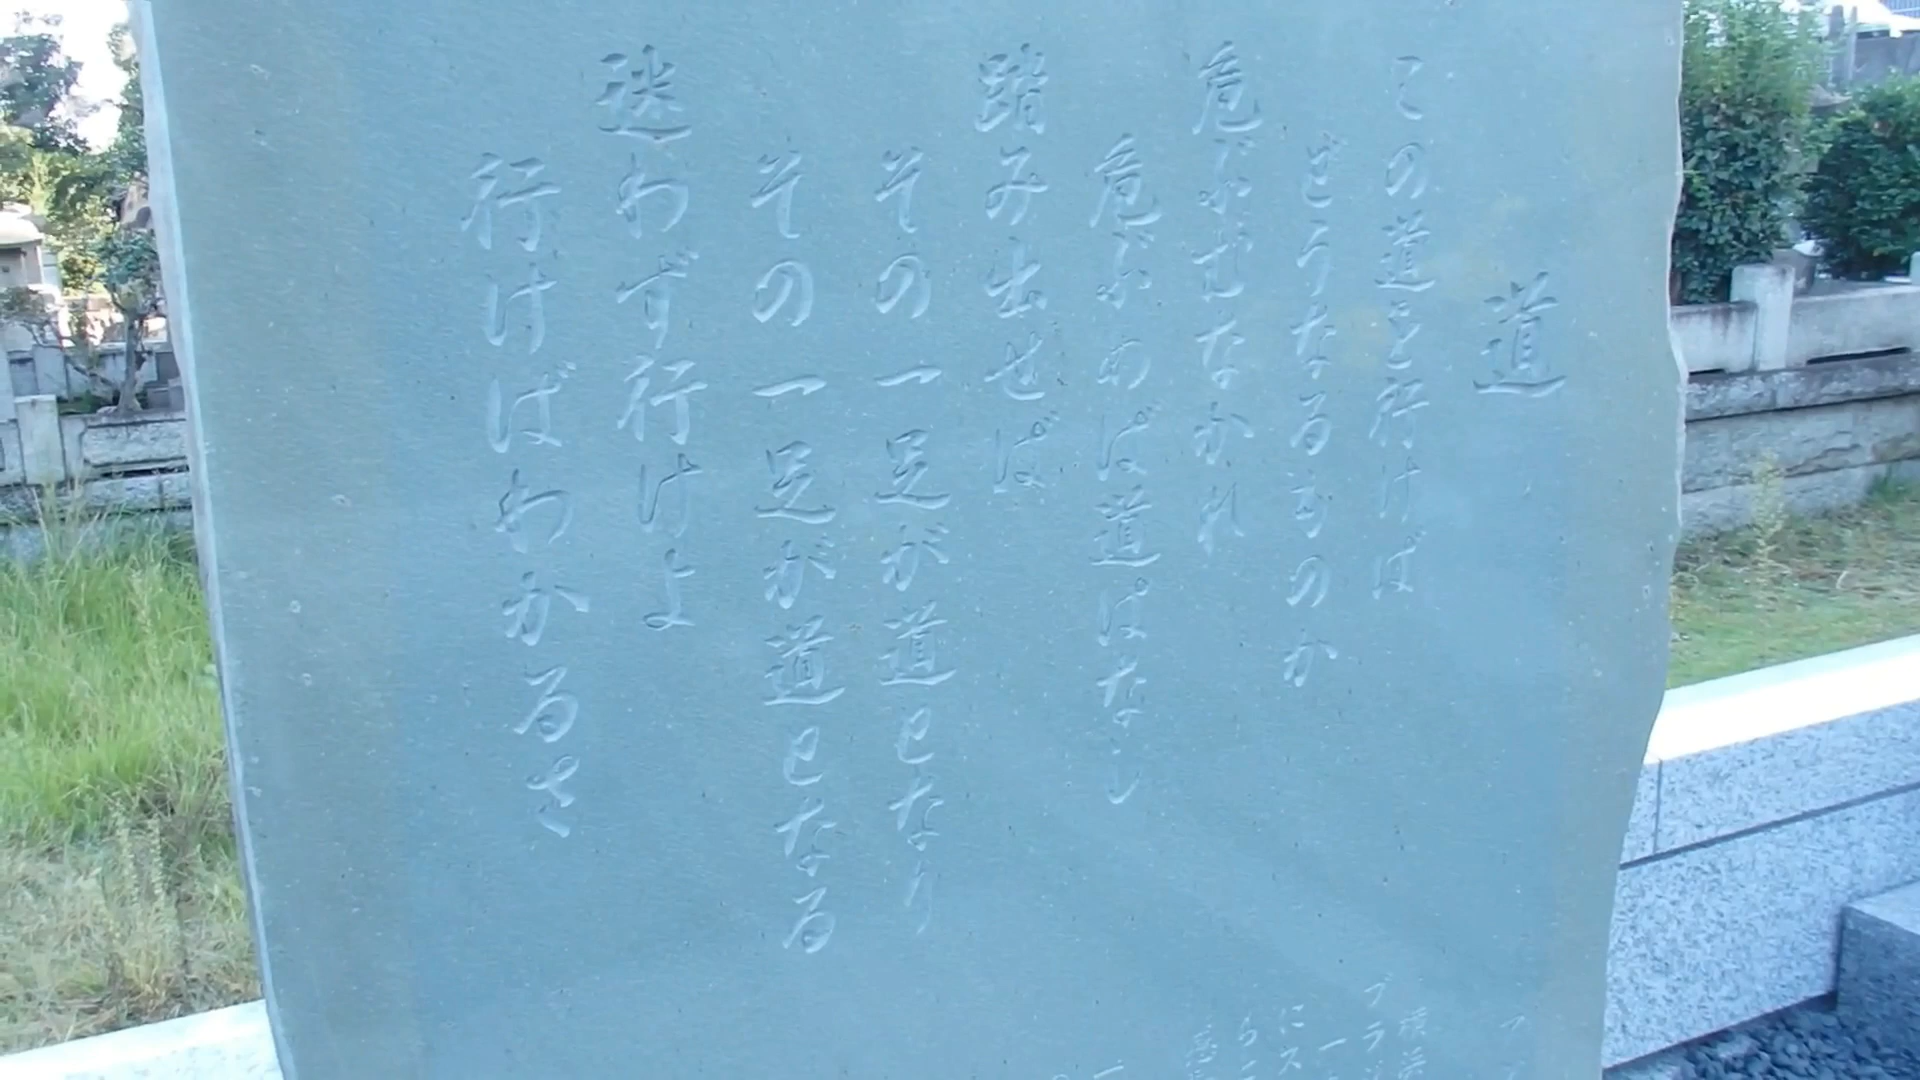 道
この道を行けば
どうなるものか
危ぶむなかれ
危ぶめば道はなし
踏み出せば
その一足が道となり
その一足が道となる
迷わず行けよ
行けばわかるさ